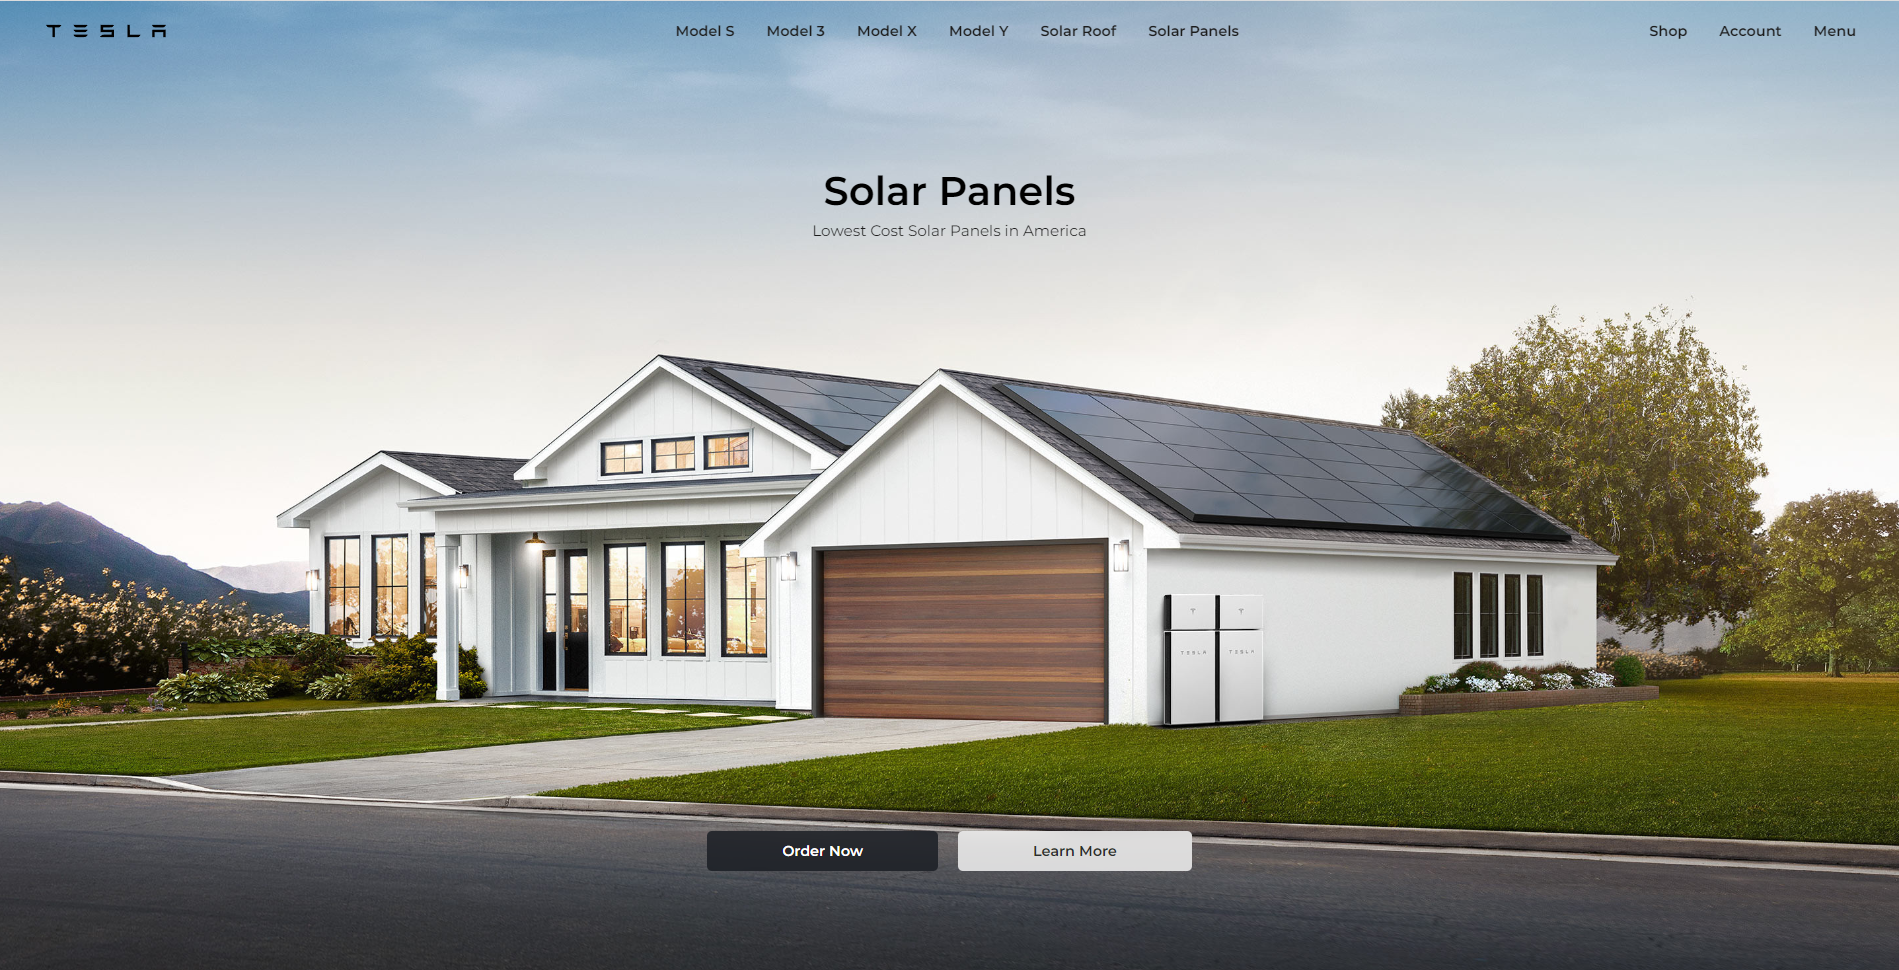 TESLA
Model S Model 3 Model X Model Y Solar Roof Solar Panels
Shop Account Menu
Solar Panels
Lowest Cost Solar Panels in America
TESLA TESLA
Order Now Learn More